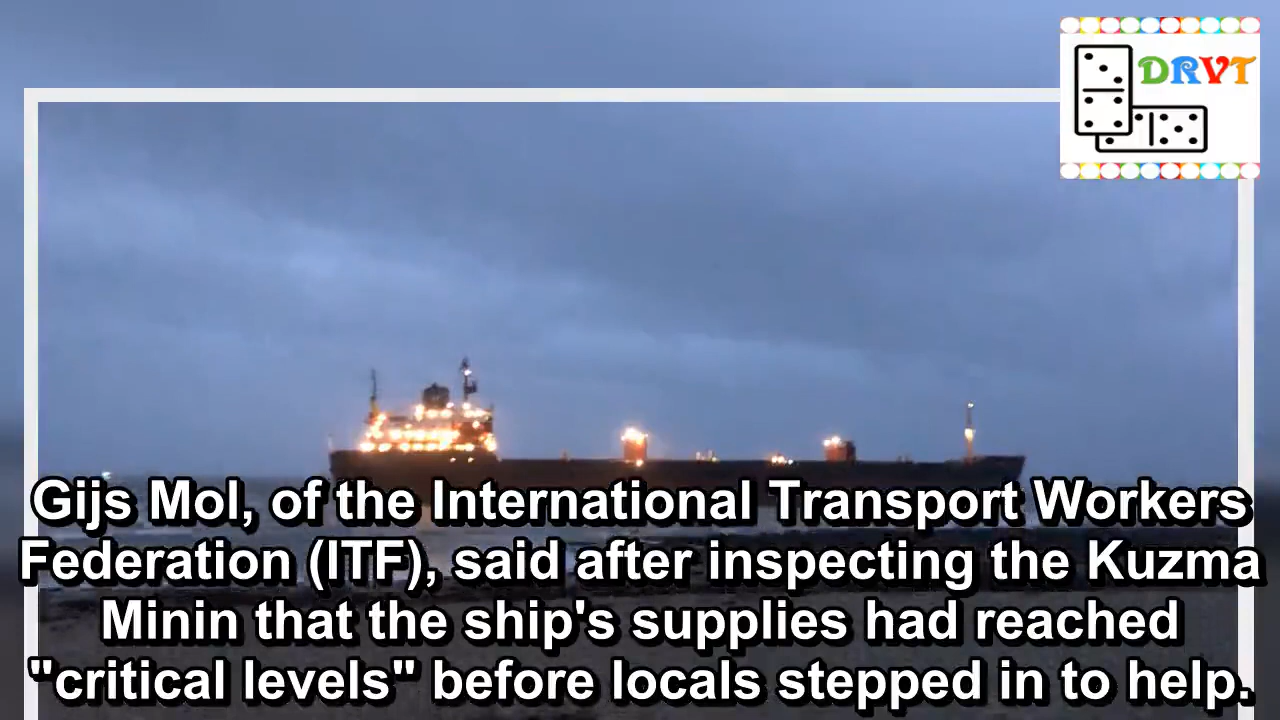 DRVT
Gijs Mol, of the International Transport Workers
Federation (ITF), said after inspecting the Kuzma
Minin that the ship's supplies had reached
"critical levels" before locals stepped in to help.